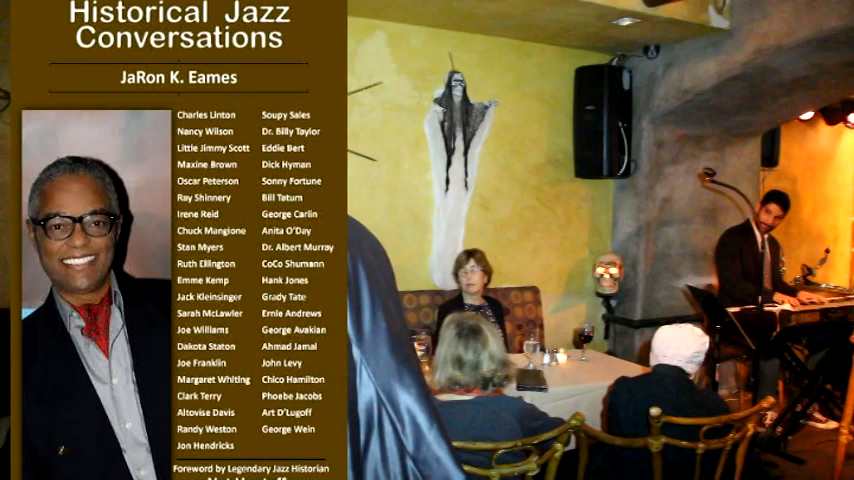 Historical Jazz
Conversations
JaRon K. Eames
Charles Linton
Nancy Wilson
Little Jimmy Scott
Maxine Brown
Oscar Peterson
Ray Shinnery
Irene Reid
Chuck Mangione
Stan Myers
Ruth Ellington
Emme Kemp
Jack Kleinsinger
Sarah McLawler
Joe Williams
Dakota Staton
Joe Franklin
Margaret Whiting
Clark Terry
Altovise Davis
Randy Weston
Jon Hendricks
Soupy Sales
Dr. Billy Taylor
Eddie Bert
Dick Hyman
Sonny Fortune
Bill Tatum
George Carlin
Anita O'Day
Dr. Albert Murray
CoCo Shumann
Hank Jones
Grady Tate
Ernie Andrews
George Avakian
Ahmad Jamal
John Levy
Chico Hamilton
Phoebe Jacobs
Art D'Lugoff
George Wein
Foreword by Legendary Jazz Historian